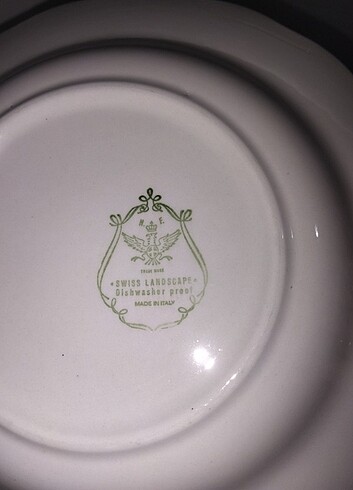 N. E.
TRADE MARK
«SWISS LANDSCAPE»
Dishwasher proof
MADE IN ITALY